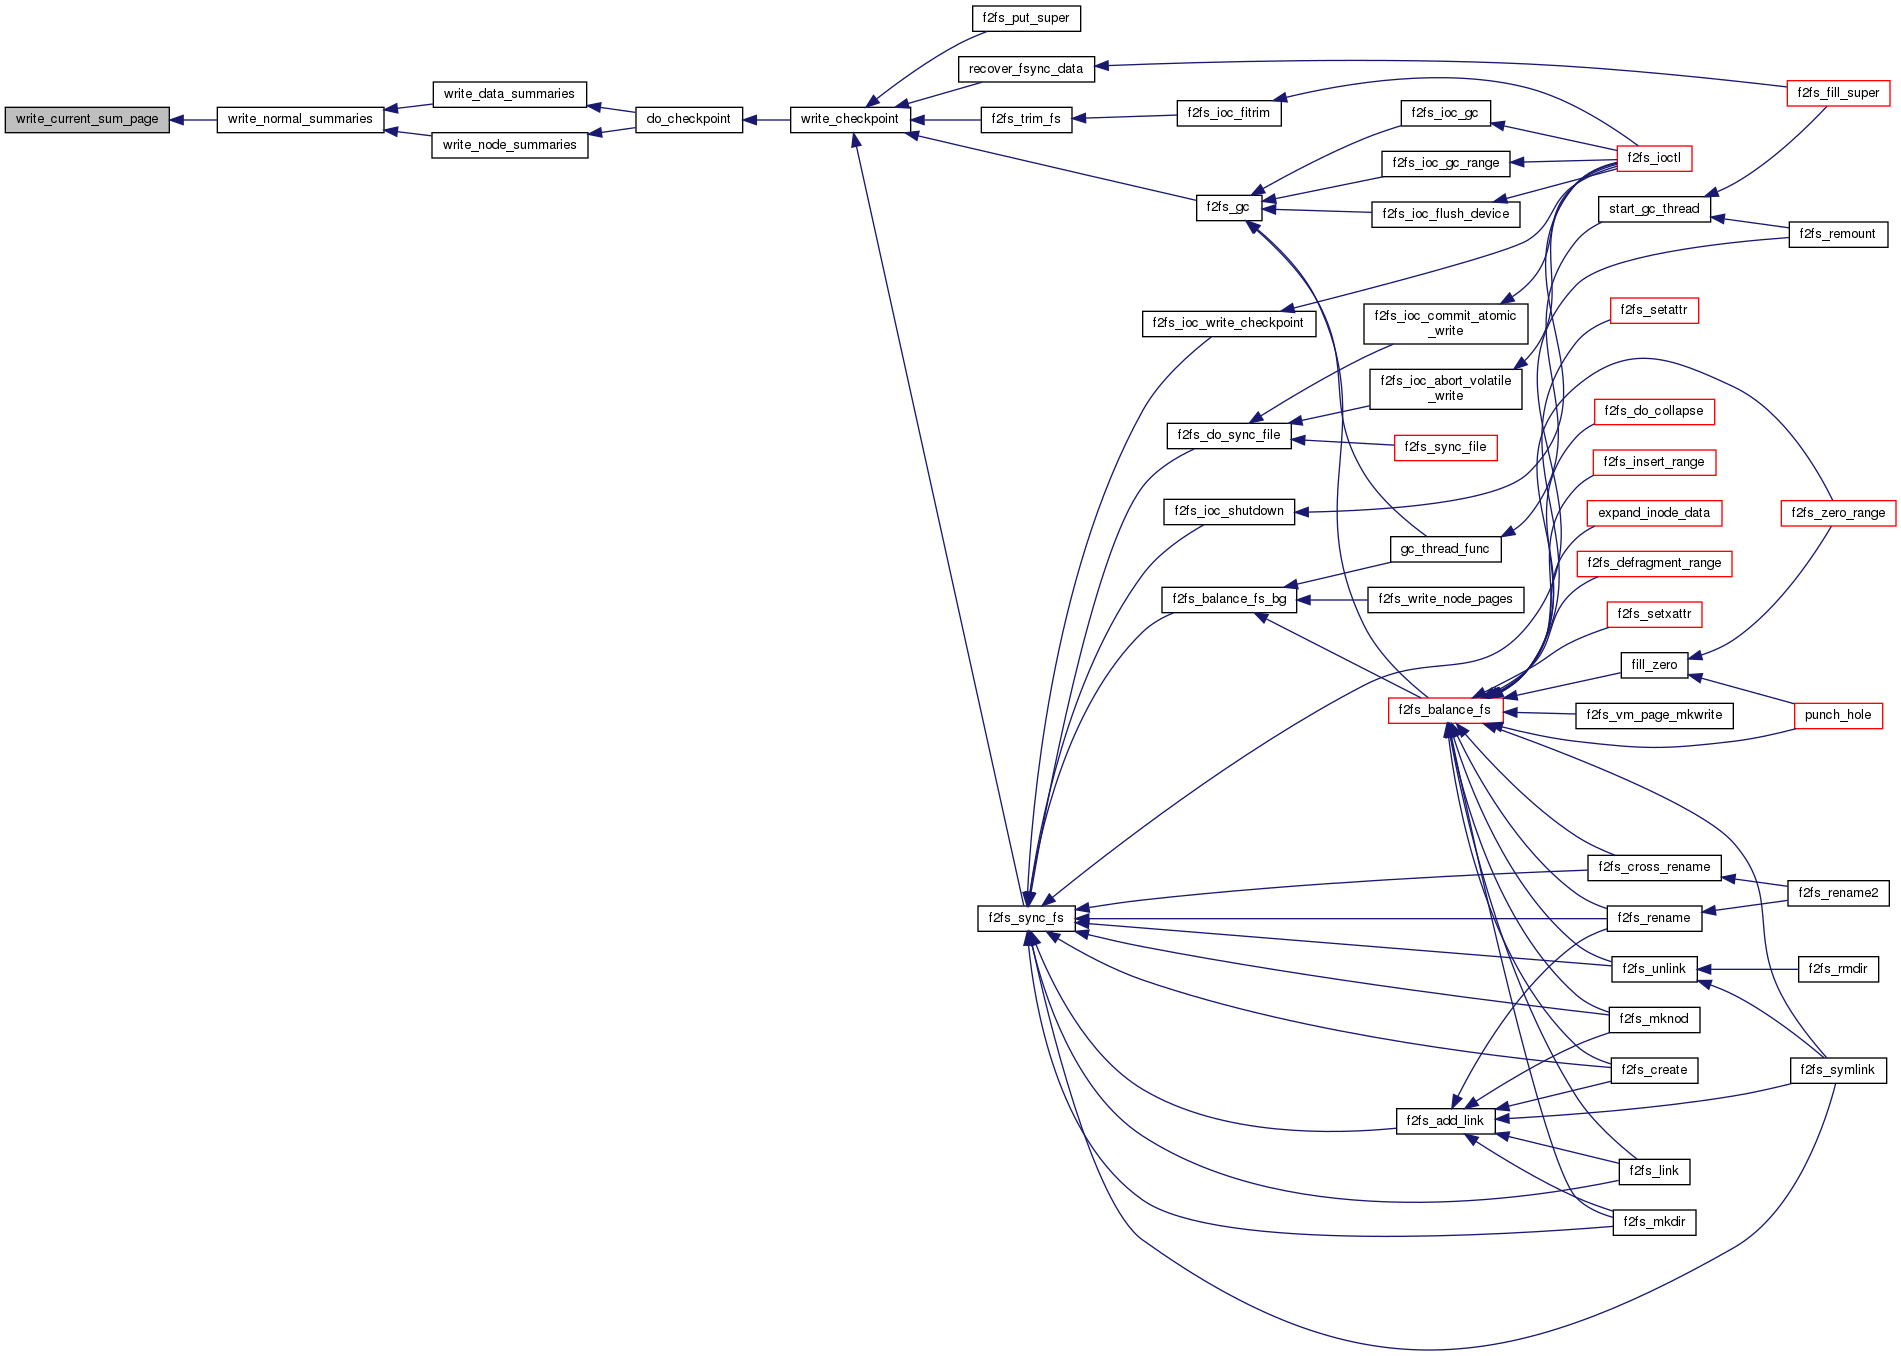 f2fs_put_super
recover_fsync_data
write_data_summaries
f2fs_fill_super
write_current_sum_page
write_normal_summaries
do_checkpoint
write_checkpoint
f2fs_trim_fs
f2fs_ioc_fitrim
f2fs_ioc_gc
write_node_summaries
f2fs_ioc_gc_range
f2fs_ioctl
f2fs_gc
f2fs_ioc_flush_device
start_gc_thread
f2fs_remount
f2fs_setattr
f2fs_ioc_write_checkpoint
f2fs_ioc_commit_atomic
_write
f2fs_ioc_abort_volatile
_write
f2fs_do_collapse
f2fs_do_sync_file
f2fs_sync_file
f2fs_insert_range
f2fs_ioc_shutdown
expand_inode_data
f2fs_zero_range
gc_thread_func
f2fs_defragment_range
f2fs_balance_fs_bg
f2fs_write_node_pages
f2fs_setxattr
fill_zero
f2fs_balance_fs
f2fs_vm_page_mkwrite
punch_hole
f2fs_cross_rename
f2fs_rename2
f2fs_sync_fs
f2fs_rename
f2fs_unlink
f2fs_rmdir
f2fs_mknod
f2fs_create
f2fs_symlink
f2fs_add_link
f2fs_link
f2fs_mkdir